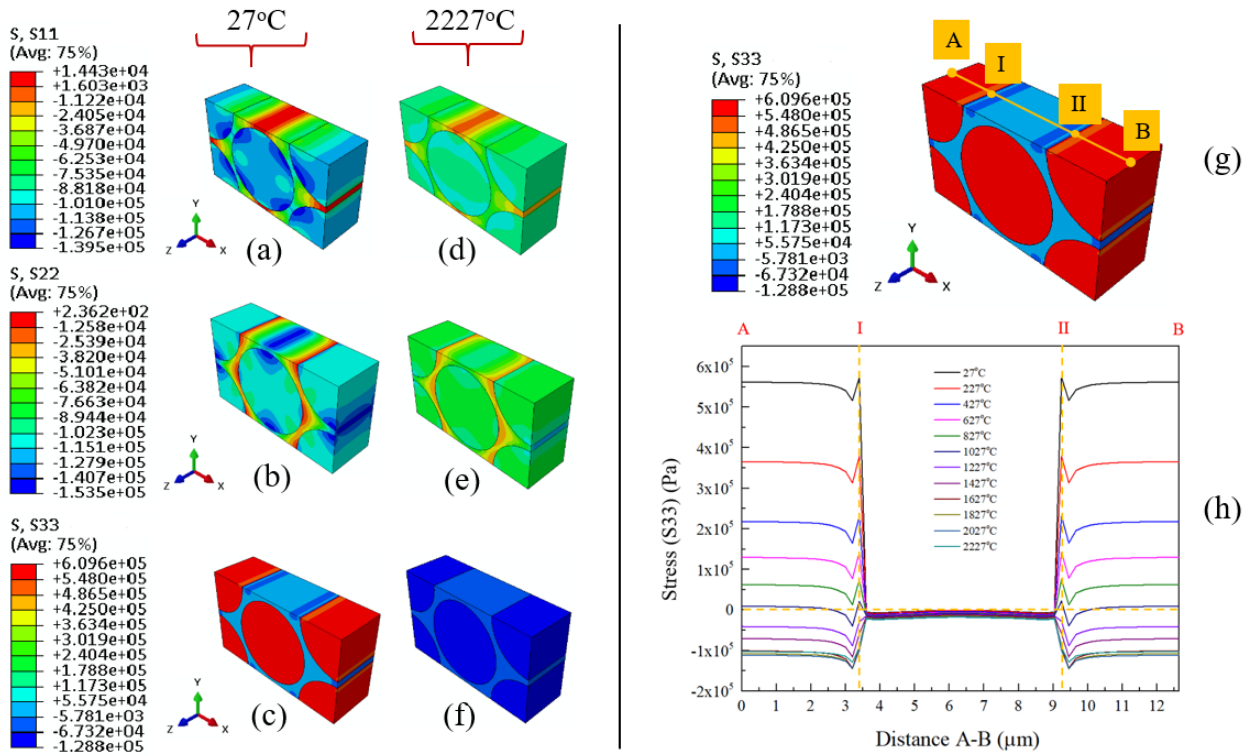 27°C
2227°C
S, S11
(Avg: 75%)
+1.443e+04
+1.603e+03
-1.122e+04
-2.405e+04
-3.687e+04
-4.970e+04
-6.253e+04
-7.535e+04
-8.818e+04
-1.010e+05
-1.138e+05
-1.267e+05
-1.395e+05
Y
Z
X
(a)
Y
Z
X
(d)
S, S22
(Avg: 75%)
+2.362e+02
-1.258e+04
-2.539e+04
-3.820e+04
-5.101e+04
-6.382e+04
-7.663e+04
-8.944e+04
-1.023e+05
-1.151e+05
-1.279e+05
-1.407e+05
-1.535e+05
Y
Z
X
(b)
Y
Z
X
(e)
S, S33
(Avg: 75%)
+6.096e+05
+5.480e+05
+4.865e+05
+4.250e+05
+3.634e+05
+3.019e+05
+2.404e+05
+1.788e+05
+1.173e+05
+5.575e+04
-5.781e+03
-6.732e+04
-1.288e+05
Y
Z
X
(c)
Y
Z
X
(f)
S, S33
(Avg: 75%)
+6.096e+05
+5.480e+05
+4.865e+05
+4.250e+05
+3.634e+05
+3.019e+05
+2.404e+05
+1.788e+05
+1.173e+05
+5.575e+04
-5.781e+03
-6.732e+04
-1.288e+05
A
I
II
B
Y
Z
X
(g)
A
I
II
B
6x10⁵
5x10⁵
4x10⁵
3x10⁵
2x10⁵
1x10⁵
0
-1x10⁵
-2x10⁵
Stress (S33) (Pa)
27°C
227°C
427°C
627°C
827°C
1027°C
1227°C
1427°C
1627°C
1827°C
2027°C
2227°C
(h)
0 1 2 3 4 5 6 7 8 9 10 11 12
Distance A-B (µm)